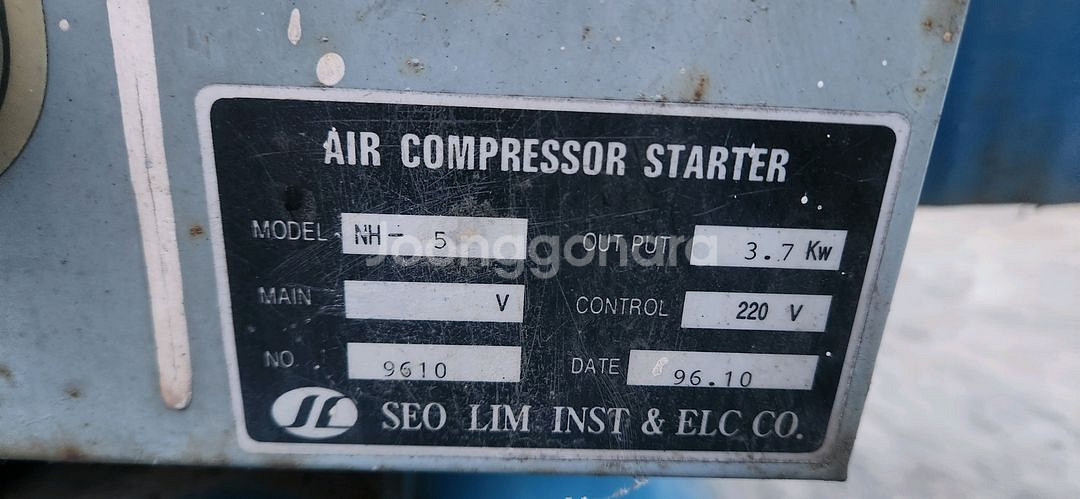 AIR COMPRESSOR STARTER
MODEL NH- 5 OUT PUT 3.7 Kw
Joonggonara
MAIN V CONTROL 220 V
NO. 9610 DATE 96.10
SEO LIM INST & ELC CO.